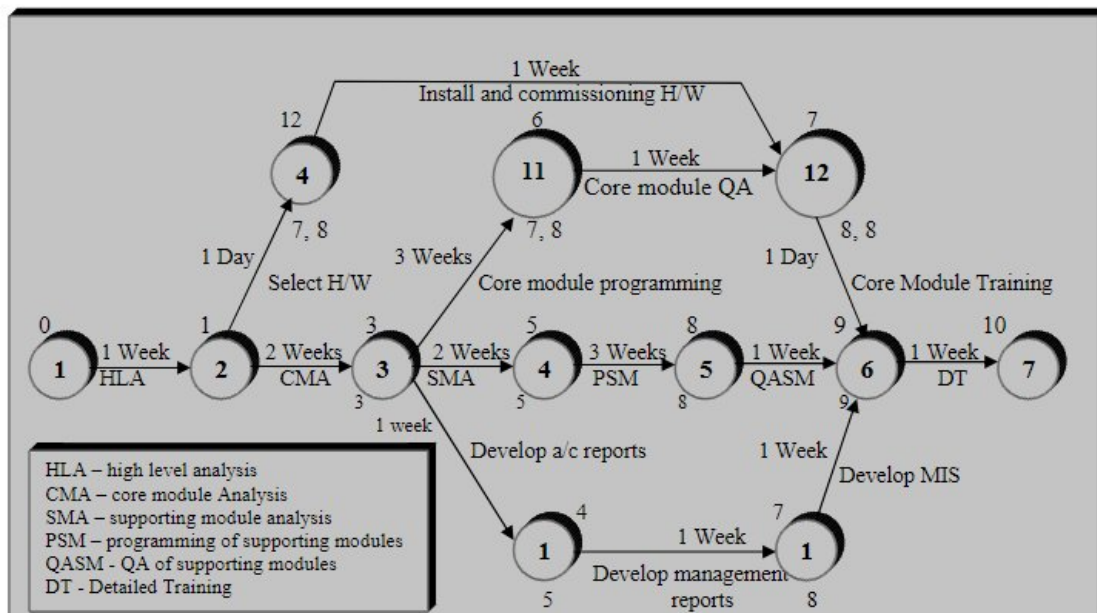 1 Week
Install and commissioning H/W
12
4
7, 8
6
11
7, 8
1 Week
Core module QA
7
12
8, 8
1 Day
Select H/W
3 Weeks
Core module programming
1 Day
Core Module Training
0
1
1 Week
HLA
1
2
2 Weeks
CMA
3
3
3
2 Weeks
SMA
5
4
5
3 Weeks
PSM
8
5
8
1 Week
QASM
9
6
9
1 Week
DT
10
7
1 week
Develop a/c reports
1 Week
Develop MIS
4
1
5
1 Week
Develop management
reports
7
1
8
HLA – high level analysis
CMA – core module Analysis
SMA – supporting module analysis
PSM – programming of supporting modules
QASM - QA of supporting modules
DT - Detailed Training